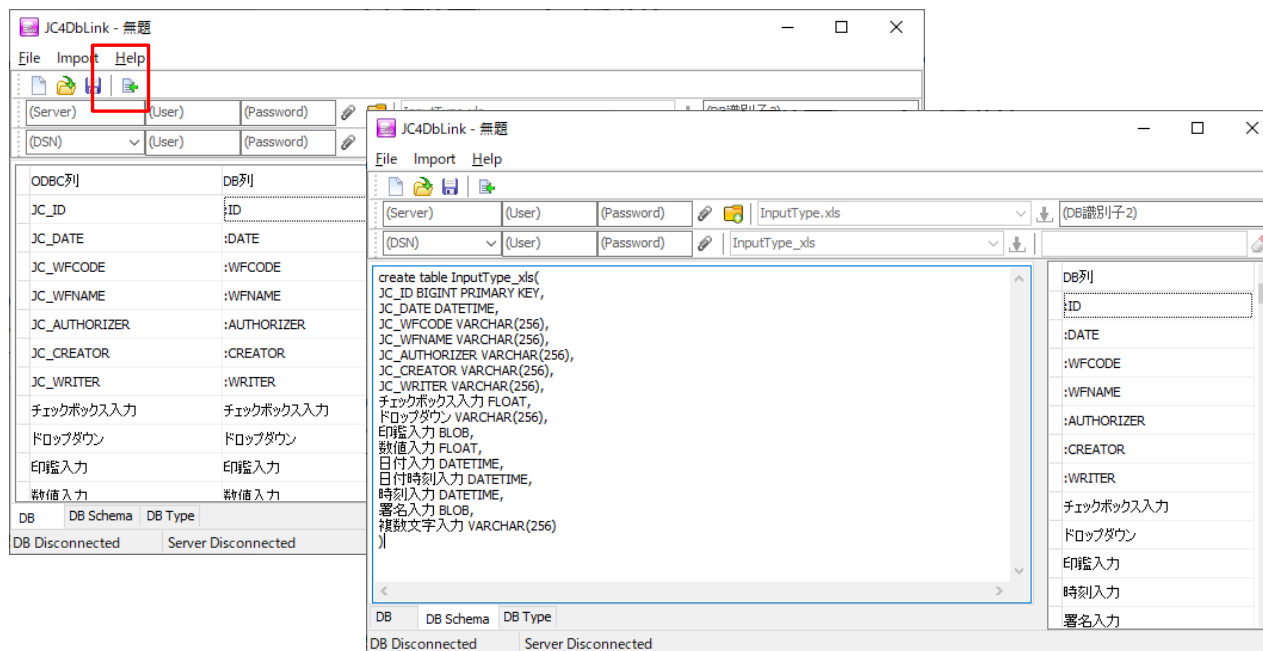 JC4DbLink - 無題
File Import Help
(Server) (User) (Password)
(DSN) (User) (Password)
ODBC列 DB列
JC_ID :ID
JC_DATE :DATE
JC_WFCODE :WFCODE
JC_WFNAME :WFNAME
JC_AUTHORIZER :AUTHORIZER
JC_CREATOR :CREATOR
JC_WRITER :WRITER
チェックボックス入力 チェックボックス入力
ドロップダウン ドロップダウン
印鑑入力 印鑑入力
数値入力 数値入力
DB DB Schema DB Type
DB Disconnected Server Disconnected
JC4DbLink - 無題
File Import Help
(Server) (User) (Password) InputType.xls (DB識別子2)
(DSN) (User) (Password) InputType_xls
create table InputType_xls(
JC_ID BIGINT PRIMARY KEY,
JC_DATE DATETIME,
JC_WFCODE VARCHAR(256),
JC_WFNAME VARCHAR(256),
JC_AUTHORIZER VARCHAR(256),
JC_CREATOR VARCHAR(256),
JC_WRITER VARCHAR(256),
チェックボックス入力 FLOAT,
ドロップダウン VARCHAR(256),
印鑑入力 BLOB,
数値入力 FLOAT,
日付入力 DATETIME,
日付時刻入力 DATETIME,
時刻入力 DATETIME,
署名入力 BLOB,
複数文字入力 VARCHAR(256)
)
DB列
:ID
:DATE
:WFCODE
:WFNAME
:AUTHORIZER
:CREATOR
:WRITER
チェックボックス入力
ドロップダウン
印鑑入力
時刻入力
署名入力
DB DB Schema DB Type
DB Disconnected Server Disconnected